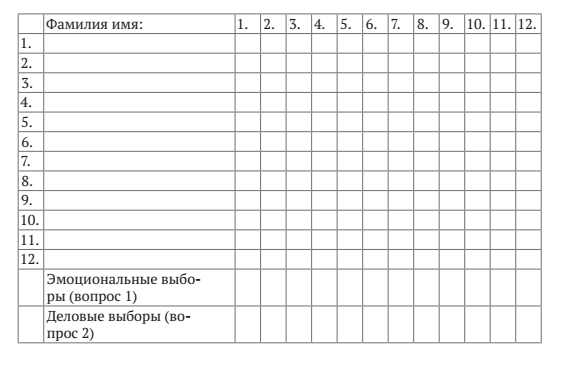 Фамилия имя: 1. 2. 3. 4. 5. 6. 7. 8. 9. 10. 11. 12.
1.
2.
3.
4.
5.
6.
7.
8.
9.
10.
11.
12.
Эмоциональные выбо-
ры (вопрос 1)
Деловые выборы (во-
прос 2)